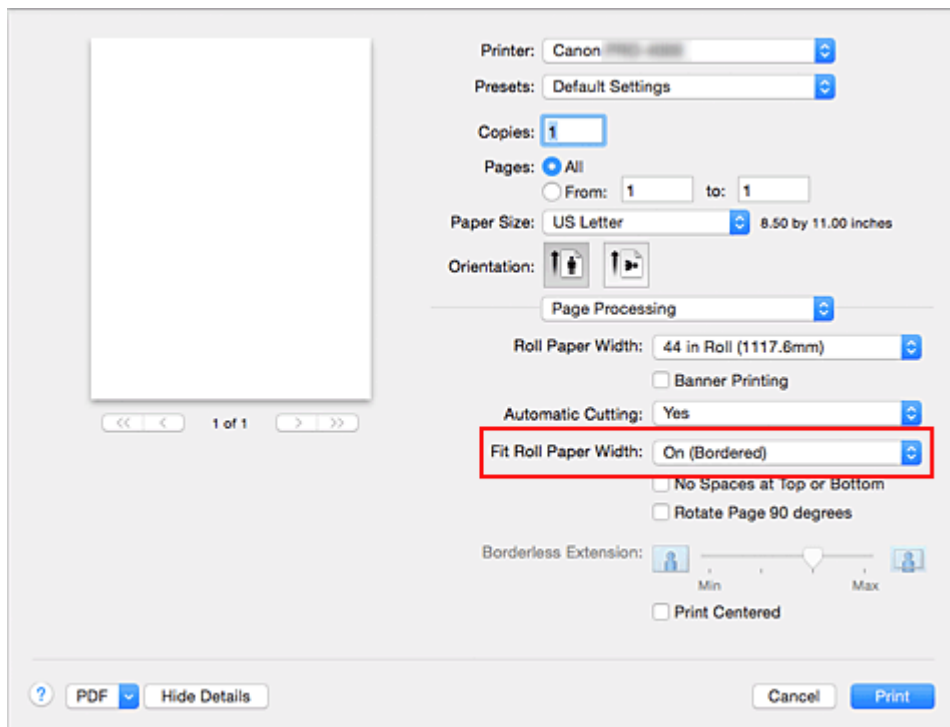 Printer: Canon
Presets: Default Settings
Copies: 1
Pages: All
From: 1 to: 1
Paper Size: US Letter 8.50 by 11.00 inches
Orientation:
Page Processing
Roll Paper Width: 44 in Roll (1117.6mm)
Banner Printing
1 of 1
Automatic Cutting: Yes
Fit Roll Paper Width: On (Bordered)
No Spaces at Top or Bottom
Rotate Page 90 degrees
Borderless Extension:
Min Max
Print Centered
? PDF Hide Details Cancel Print